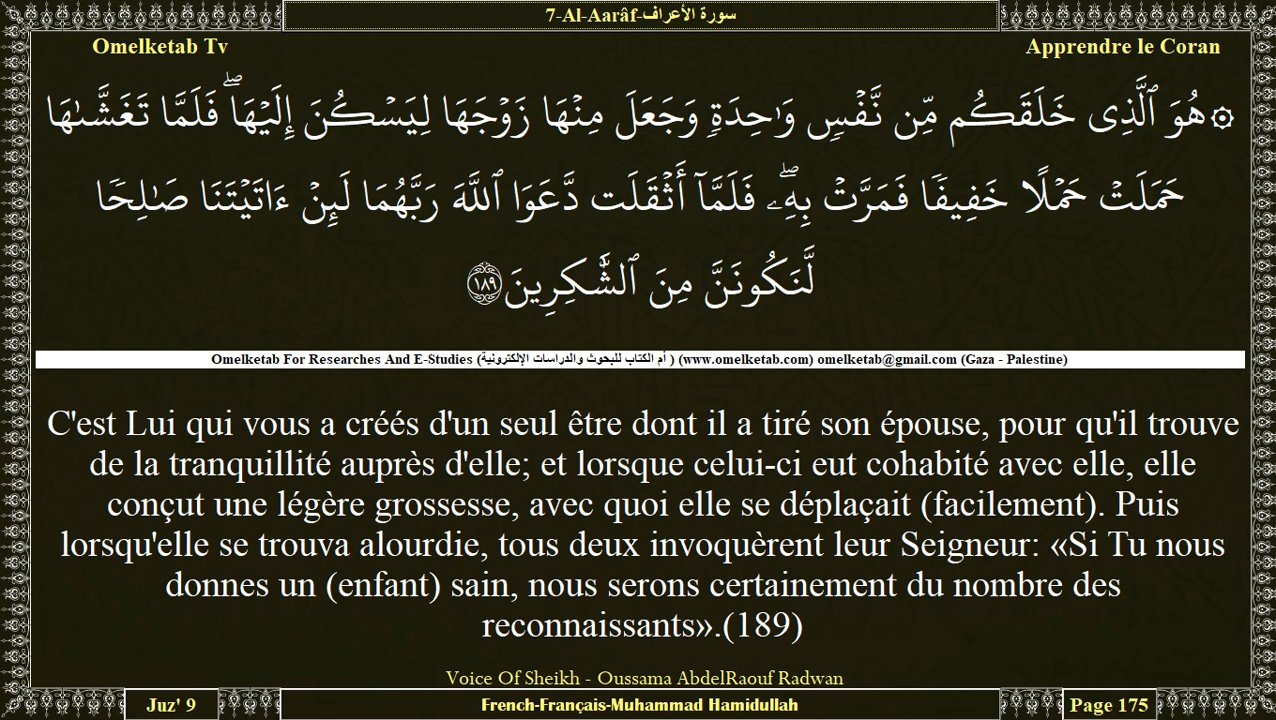 7-Al-Aarâf-سورة الأعراف
Omelketab Tv
Apprendre le Coran
۞ هُوَ ٱلَّذِى خَلَقَكُم مِّن نَّفْسٍۢ وَٰحِدَةٍۢ وَجَعَلَ مِنْهَا زَوْجَهَا لِيَسْكُنَ إِلَيْهَا ۖ فَلَمَّا تَغَشَّىٰهَا
حَمَلَتْ حَمْلًا خَفِيفًۭا فَمَرَّتْ بِهِۦ ۖ فَلَمَّآ أَثْقَلَت دَّعَوَا ٱللَّهَ رَبَّهُمَا لَئِنْ ءَاتَيْتَنَا صَٰلِحًۭا
لَّنَكُونَنَّ مِنَ ٱلشَّٰكِرِينَ ١٨٩
Omelketab For Researches And E-Studies (أم الكتاب للبحوث والدراسات الإلكترونية ) (www.omelketab.com) omelketab@gmail.com (Gaza - Palestine)
C'est Lui qui vous a créés d'un seul être dont il a tiré son épouse, pour qu'il trouve
de la tranquillité auprès d'elle; et lorsque celui-ci eut cohabité avec elle, elle
conçut une légère grossesse, avec quoi elle se déplaçait (facilement). Puis
lorsqu'elle se trouva alourdie, tous deux invoquèrent leur Seigneur: «Si Tu nous
donnes un (enfant) sain, nous serons certainement du nombre des
reconnaissants».(189)
Voice Of Sheikh - Oussama AbdelRaouf Radwan
Juz' 9
French-Français-Muhammad Hamidullah
Page 175